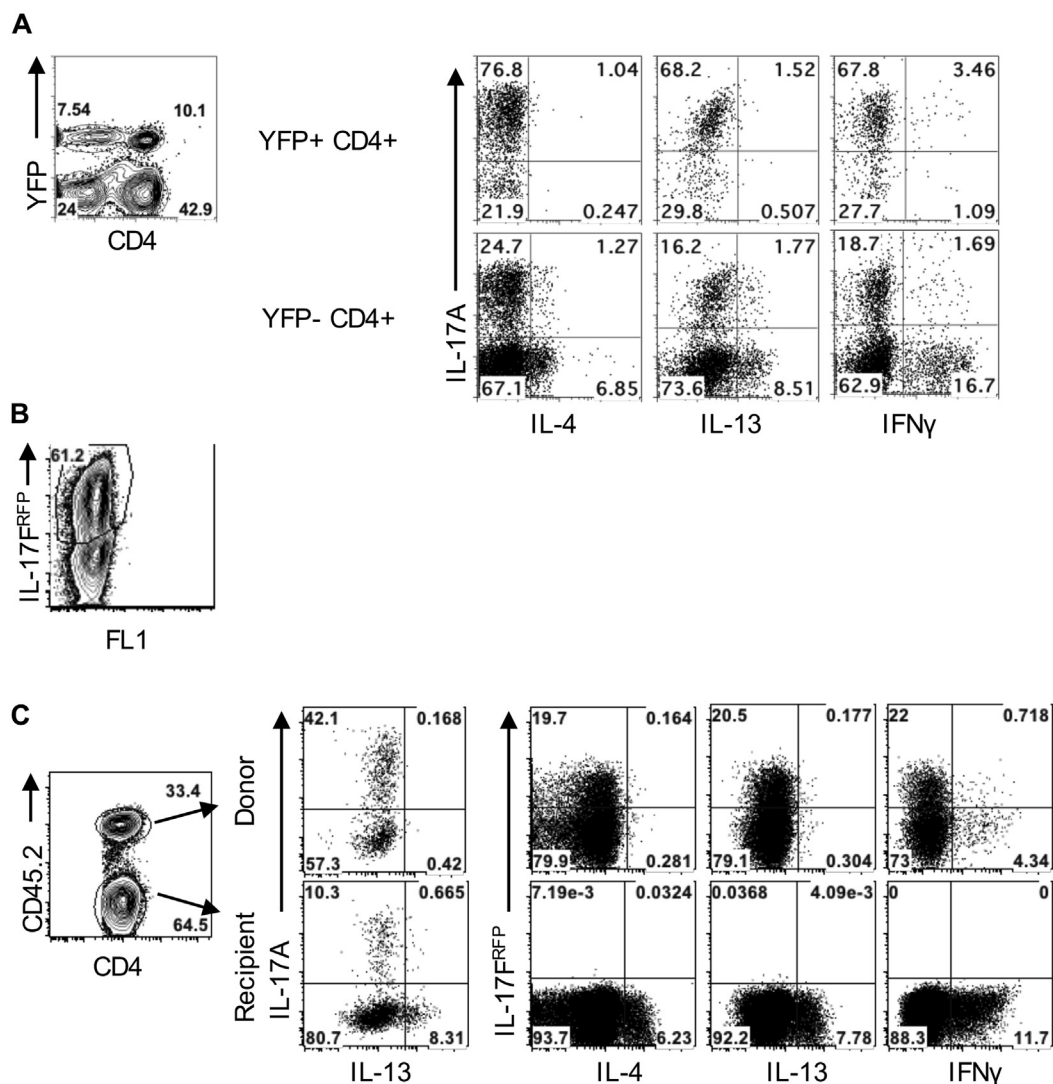 A
YFP
7.54 10.1
24 42.9
CD4
YFP+ CD4+
YFP- CD4+
IL-17A
76.8 1.04
21.9 0.247
68.2 1.52
29.8 0.507
67.8 3.46
27.7 1.09
24.7 1.27
67.1 6.85
16.2 1.77
73.6 8.51
18.7 1.69
62.9 16.7
IL-4 IL-13 IFNγ
B
IL-17F^RFP
61.2
FL1
C
CD45.2
33.4
64.5
CD4
Donor
Recipient
IL-17A
42.1 0.168
57.3 0.42
10.3 0.665
80.7 8.31
IL-13
IL-17F^RFP
19.7 0.164
79.9 0.281
20.5 0.177
79.1 0.304
22 0.718
73 4.34
7.19e-3 0.0324
93.7 6.23
0.0368 4.09e-3
92.2 7.78
0 0
88.3 11.7
IL-4 IL-13 IFNγ